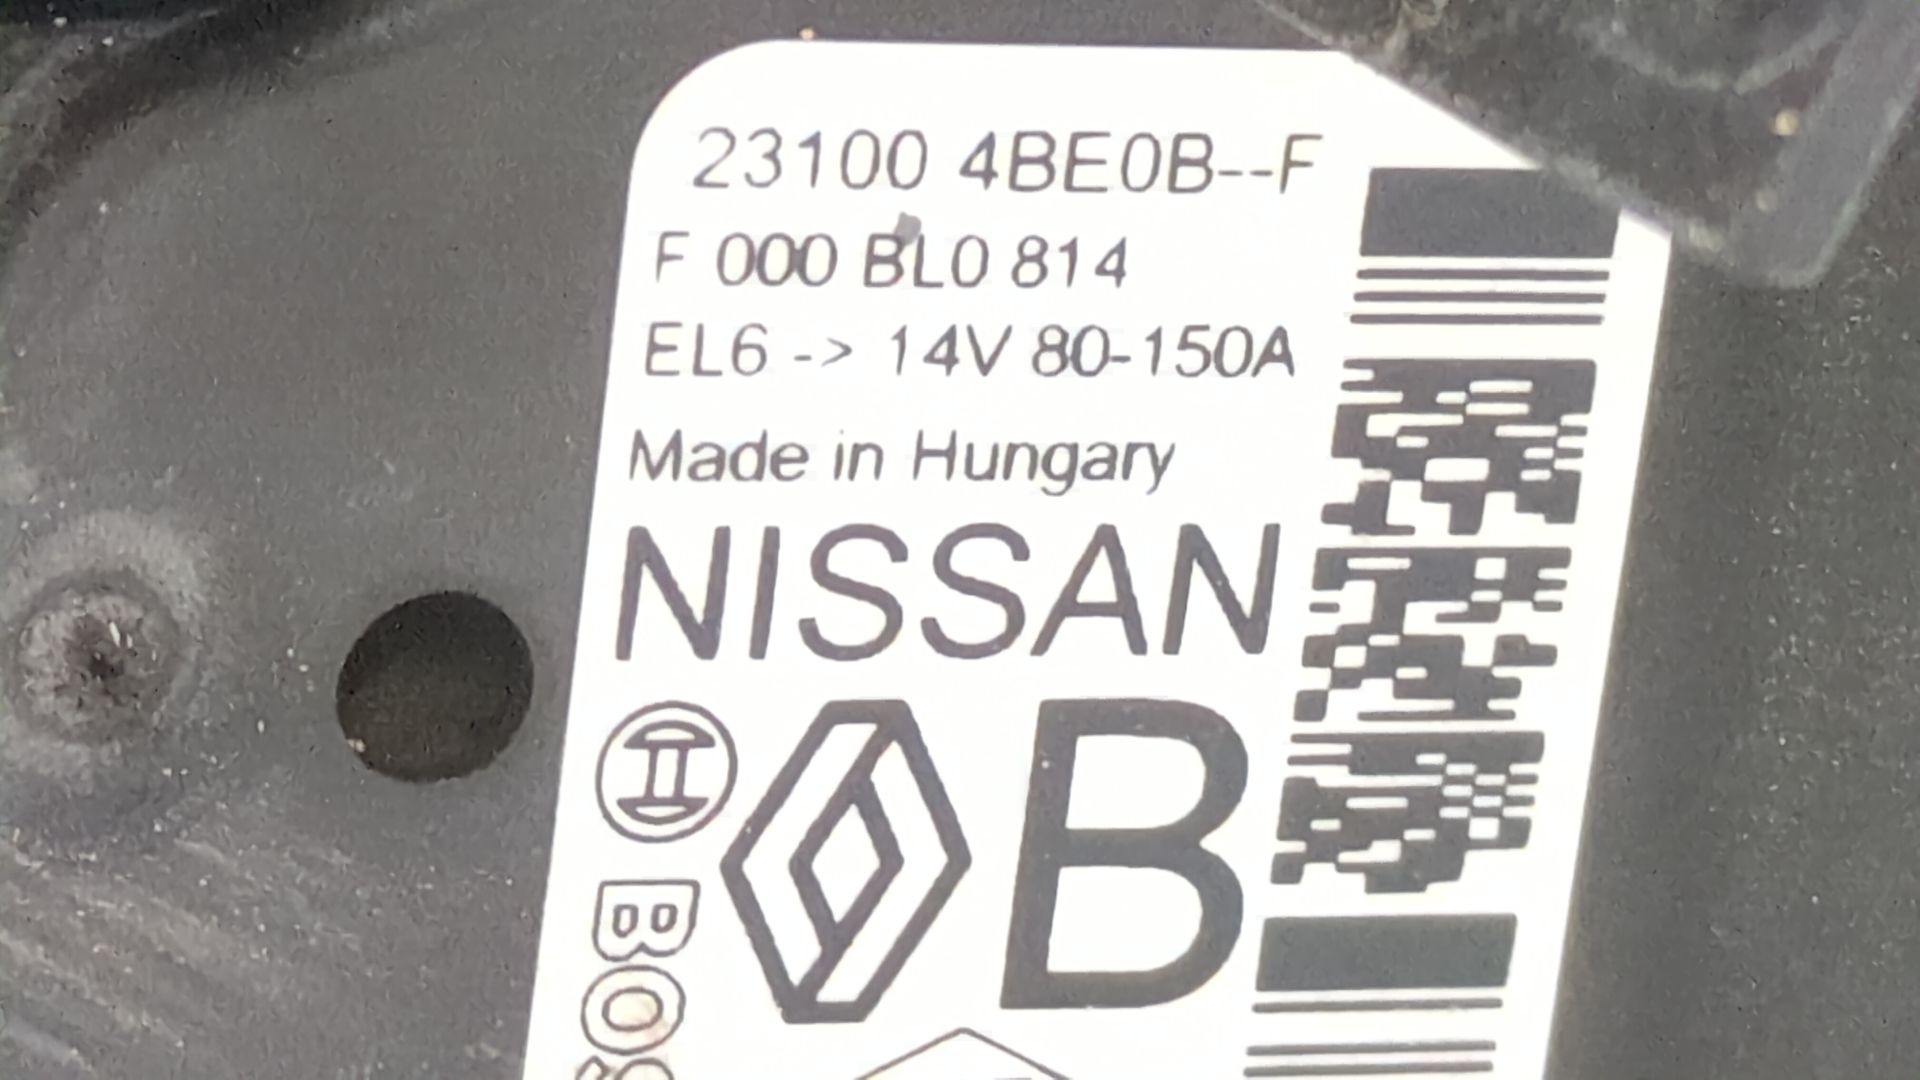 23100 4BE0B--F
F 000 BL0 814
EL6 -> 14V 80-150A
Made in Hungary
NISSAN
B